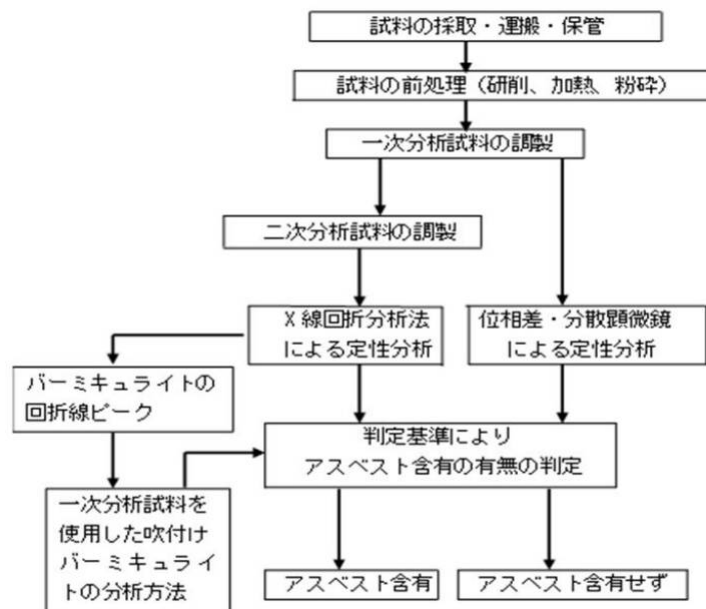 試料の採取・運搬・保管
試料の前処理（研削、加熱、粉砕）
一次分析試料の調製
二次分析試料の調製
X線回折分析法
による定性分析
位相差・分散顕微鏡
による定性分析
バーミキュライトの
回折線ピーク
判定基準により
アスベスト含有の有無の判定
一次分析試料を
使用した吹付け
バーミキュライ
トの分析方法
アスベスト含有
アスベスト含有せず